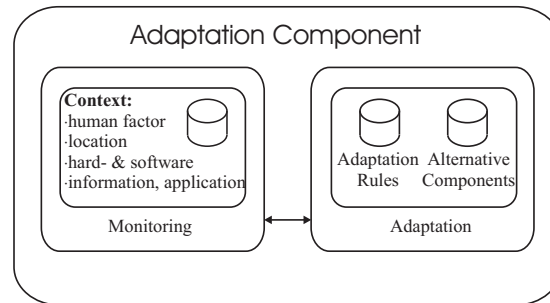 Adaptation Component
Context:
·human factor
·location
·hard- & software
·information, application
Monitoring
Adaptation
Rules
Alternative
Components
Adaptation